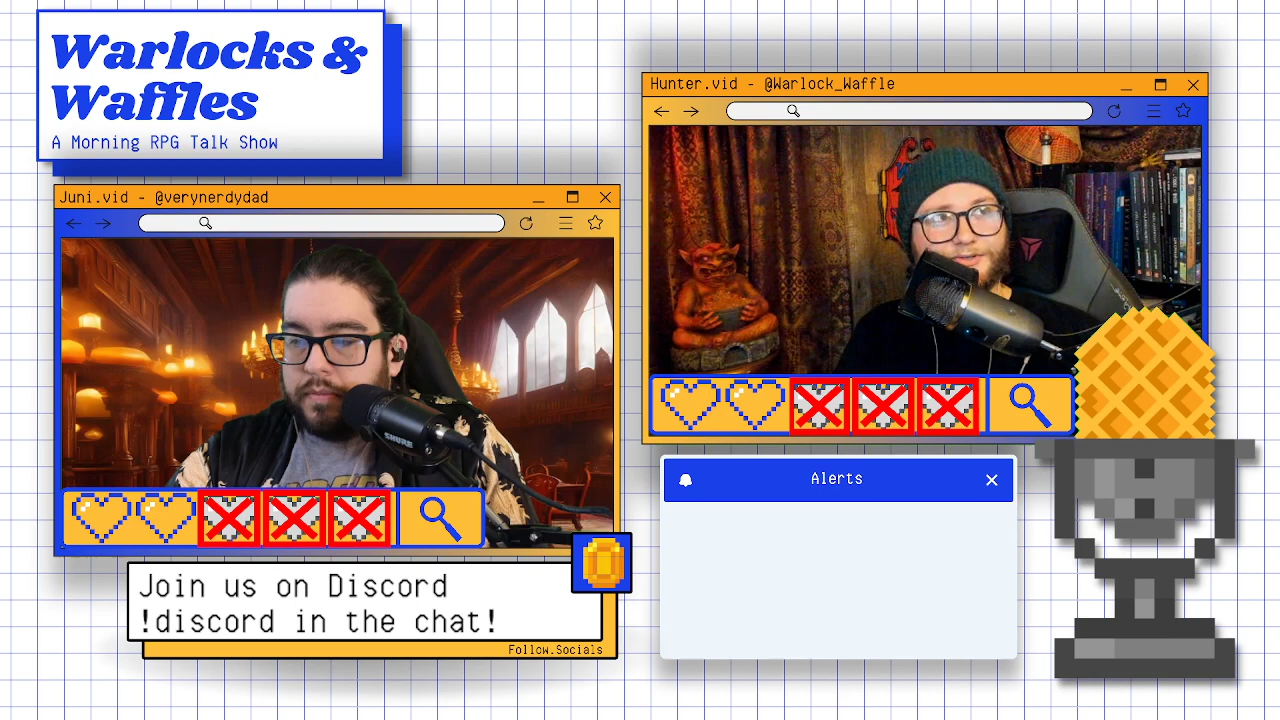 Warlocks &
Waffles
A Morning RPG Talk Show
Juni.vid - @verynerdydad
Hunter.vid - @Warlock_Waffle
SHURE
Alerts
Join us on Discord
!discord in the chat!
Follow.Socials